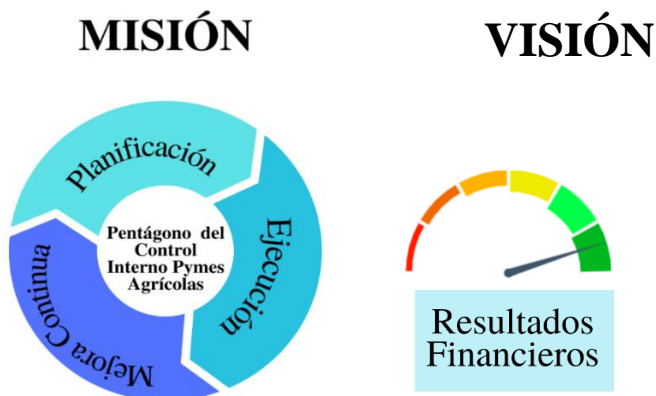 MISIÓN
VISIÓN
Planificación
Ejecución
Mejora Continua
Pentágono del
Control
Interno Pymes
Agrícolas
Resultados
Financieros